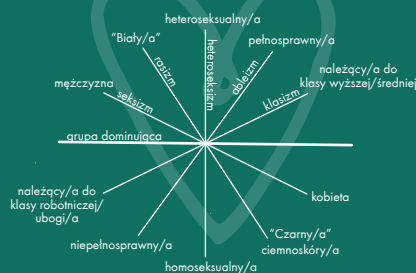 heteroseksualny/a
"Biały/a"
pełnosprawny/a
heteroseksizm
rasizm
ableizm
należący/a do
klasy wyższej/średniej
mężczyzna
seksizm
klasizm
grupa dominująca
należący/a do
klasy robotniczej/
ubogi/a
kobieta
niepełnosprawny/a
"Czarny/a"
ciemnoskóry/a
homoseksualny/a